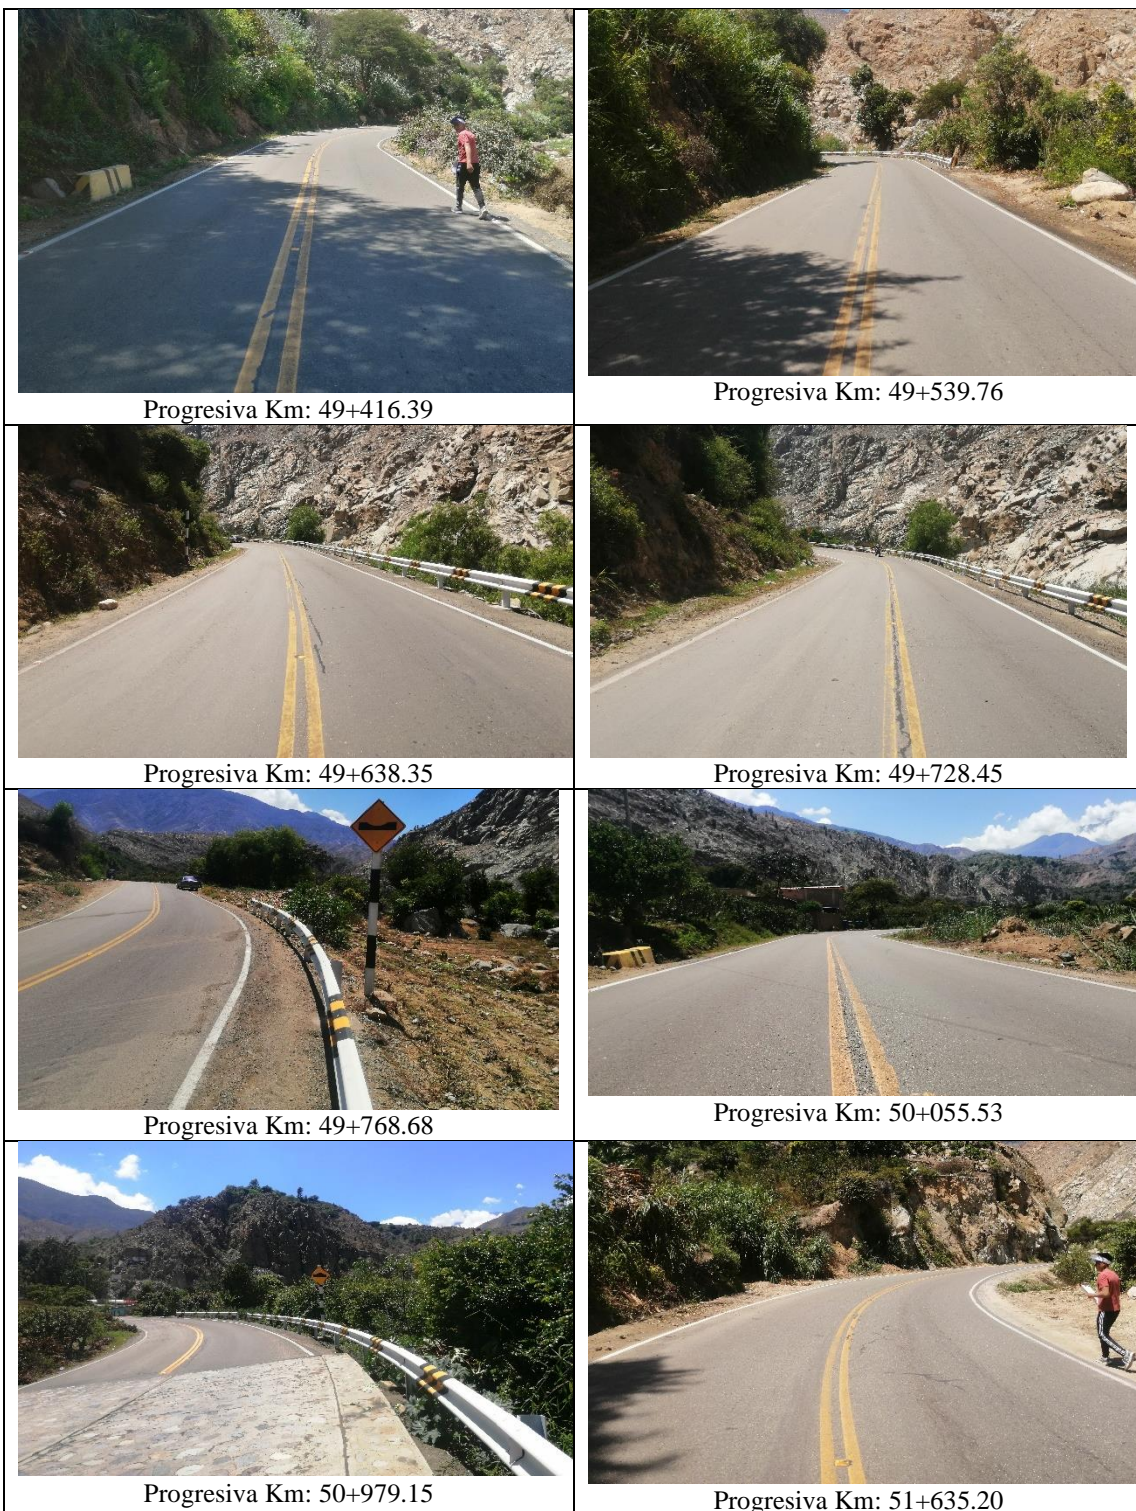 Progresiva Km: 49+416.39
Progresiva Km: 49+539.76
Progresiva Km: 49+638.35
Progresiva Km: 49+728.45
Progresiva Km: 49+768.68
Progresiva Km: 50+055.53
Progresiva Km: 50+979.15
Progresiva Km: 51+635.20